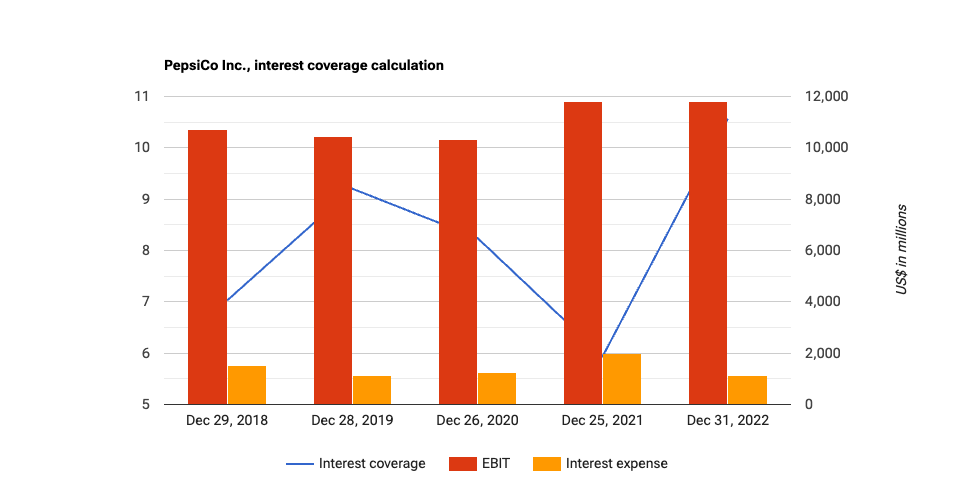 PepsiCo Inc., interest coverage calculation
11
12,000
10
10,000
9
8,000
8
6,000
7
4,000
6
2,000
5
0
US$ in millions
Dec 29, 2018
Dec 28, 2019
Dec 26, 2020
Dec 25, 2021
Dec 31, 2022
Interest coverage
EBIT
Interest expense